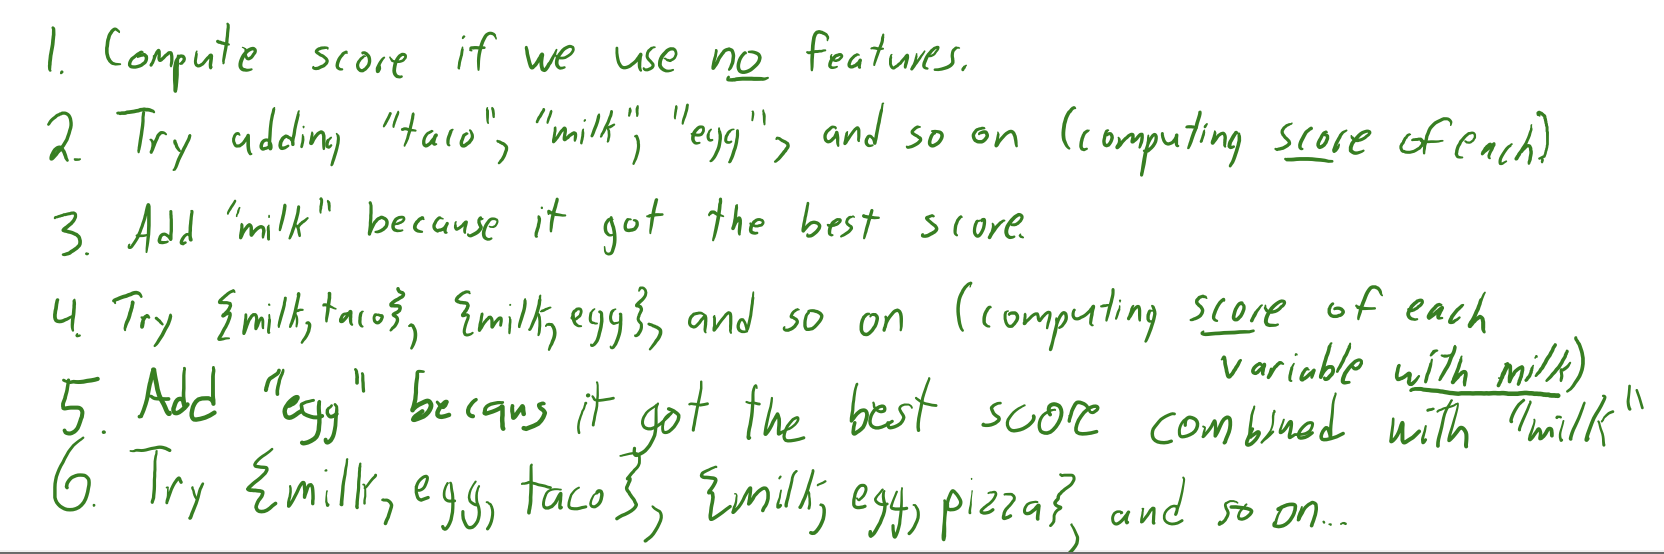 1. Compute score if we use no features.
2. Try adding "taco", "milk", "egg", and so on (computing score of each)
3. Add "milk" because it got the best score.
4. Try {milk, taco}, {milk, egg}, and so on (computing score of each
variable with milk)
5. Add "egg" becaus it got the best score combined with "milk"
6. Try {milk, egg, taco}, {milk, egg, pizza}, and so on...